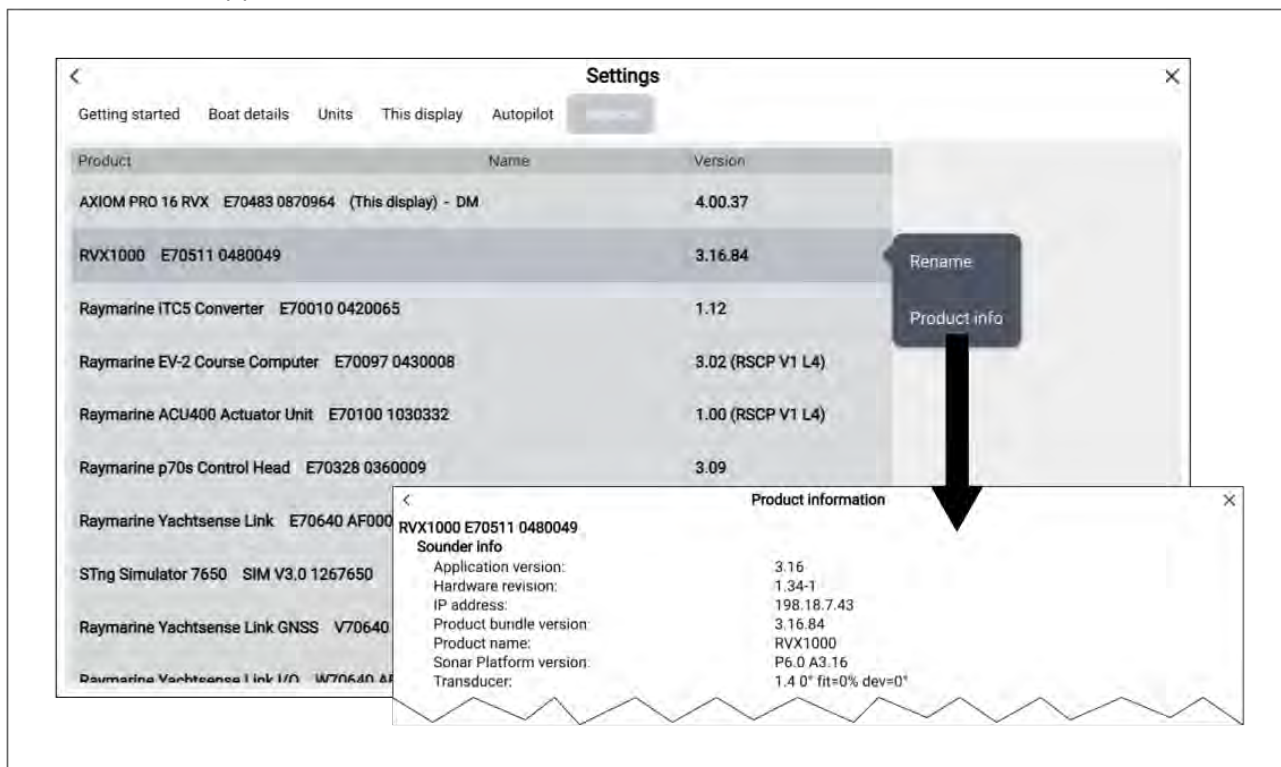 < Settings ×
Getting started Boat details Units This display Autopilot
Product Name Version
AXIOM PRO 16 RVX E70483 0870964 (This display) - DM 4.00.37
RVX1000 E70511 0480049 3.16.84
Rename
Raymarine iTC5 Converter E70010 0420065 1.12
Product info
Raymarine EV-2 Course Computer E70097 0430008 3.02 (RSCP V1 L4)
Raymarine ACU400 Actuator Unit E70100 1030332 1.00 (RSCP V1 L4)
Raymarine p70s Control Head E70328 0360009 3.09
Raymarine Yachtsense Link E70640 AF000
STng Simulator 7650 SIM V3.0 1267650
Raymarine Yachtsense Link GNSS V70640
Raymarine Yachtsense Link I/O W70640
< Product information ×
RVX1000 E70511 0480049
Sounder info
Application version: 3.16
Hardware revision: 1.34-1
IP address: 198.18.7.43
Product bundle version: 3.16.84
Product name: RVX1000
Sonar Platform version: P6.0 A3.16
Transducer: 1.4 0° fit=0% dev=0°